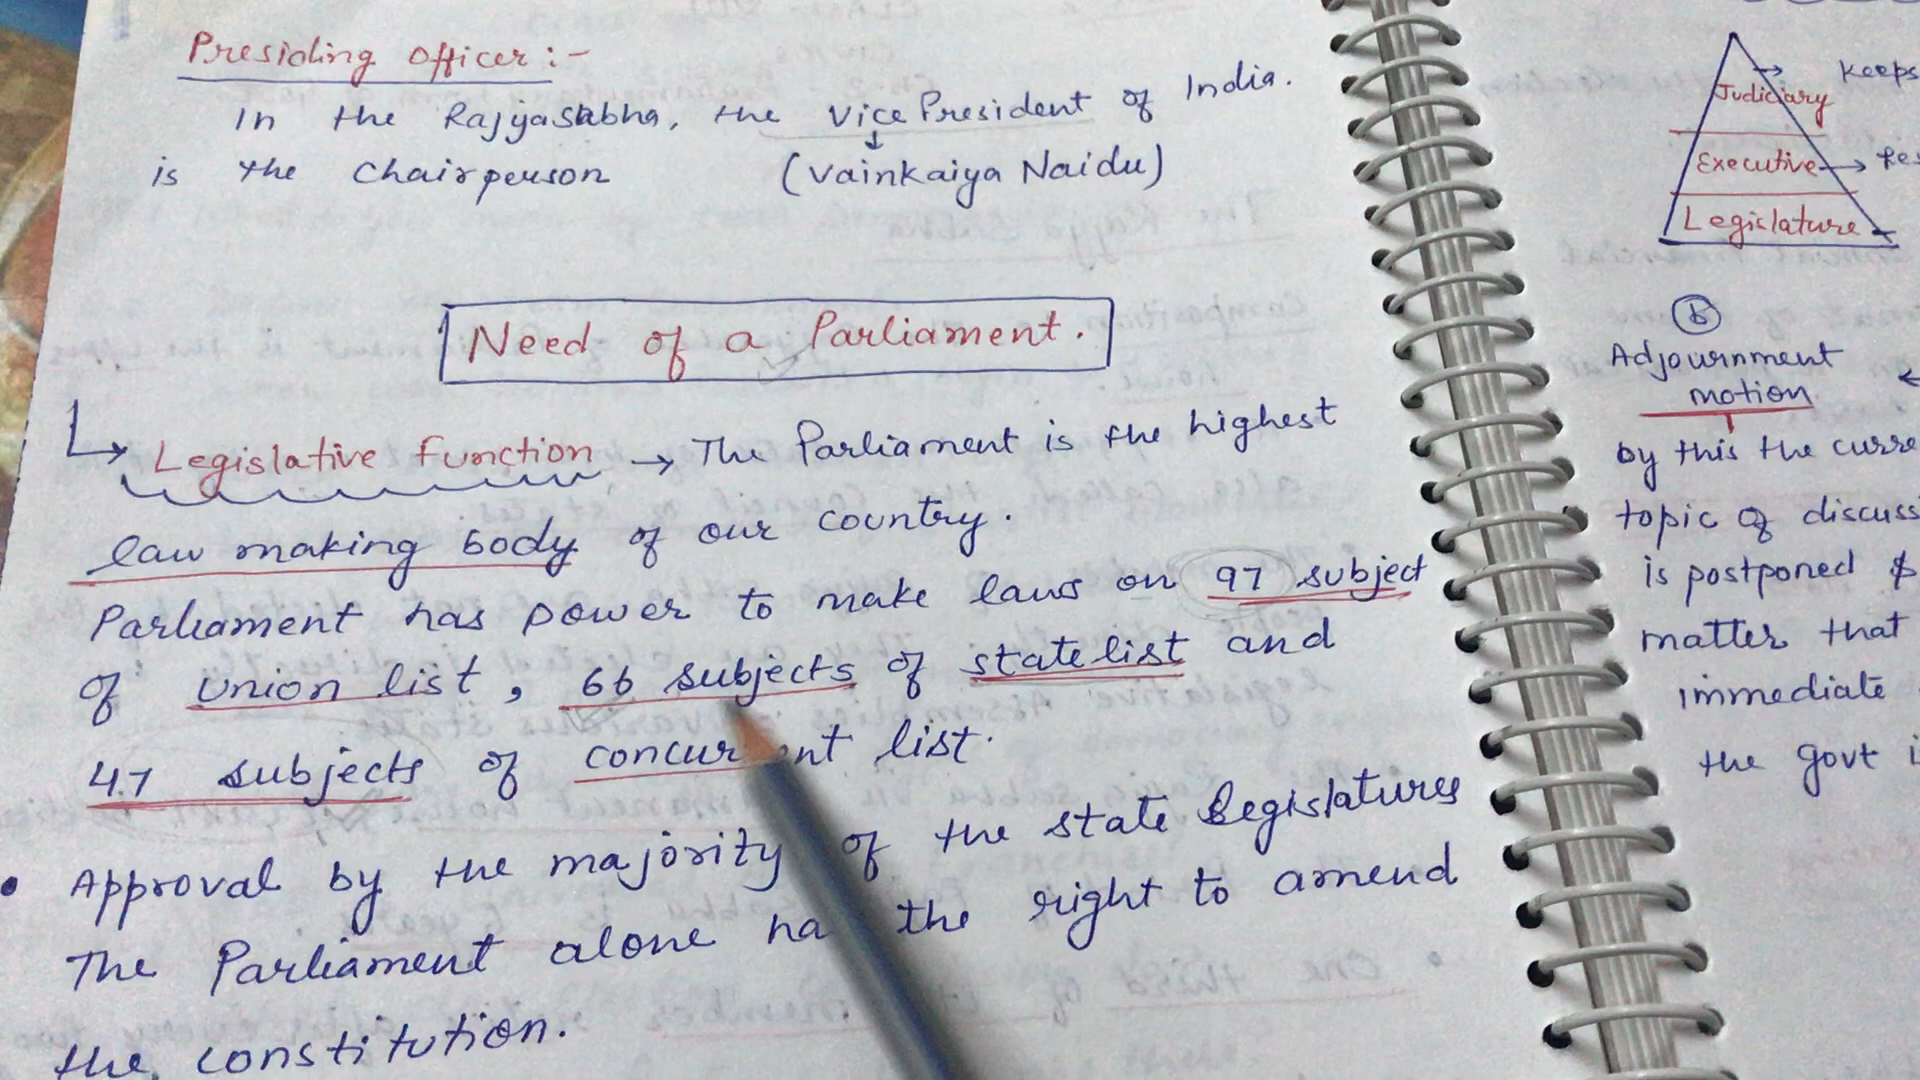 Presiding Officer :-
In the RajyaSabha, the Vice President of India.
is the Chairperson (Vainkaiya Naidu)
Need of a Parliament.
Legislative function → The Parliament is the highest
law making body of our country.
Parliament has power to make laws on 97 subject
of Union list, 66 subjects of state list and
47 subjects of concur nt list.
• Approval by the majority of the state Legislatures
The Parliament alone ha the right to amend
the constitution.
→ Keeps
Judiciary
Executive →
Legislature
(b)
Adjournment
motion
by this the curre
topic of discuss
is postponed &
matter that
immediate
the govt i